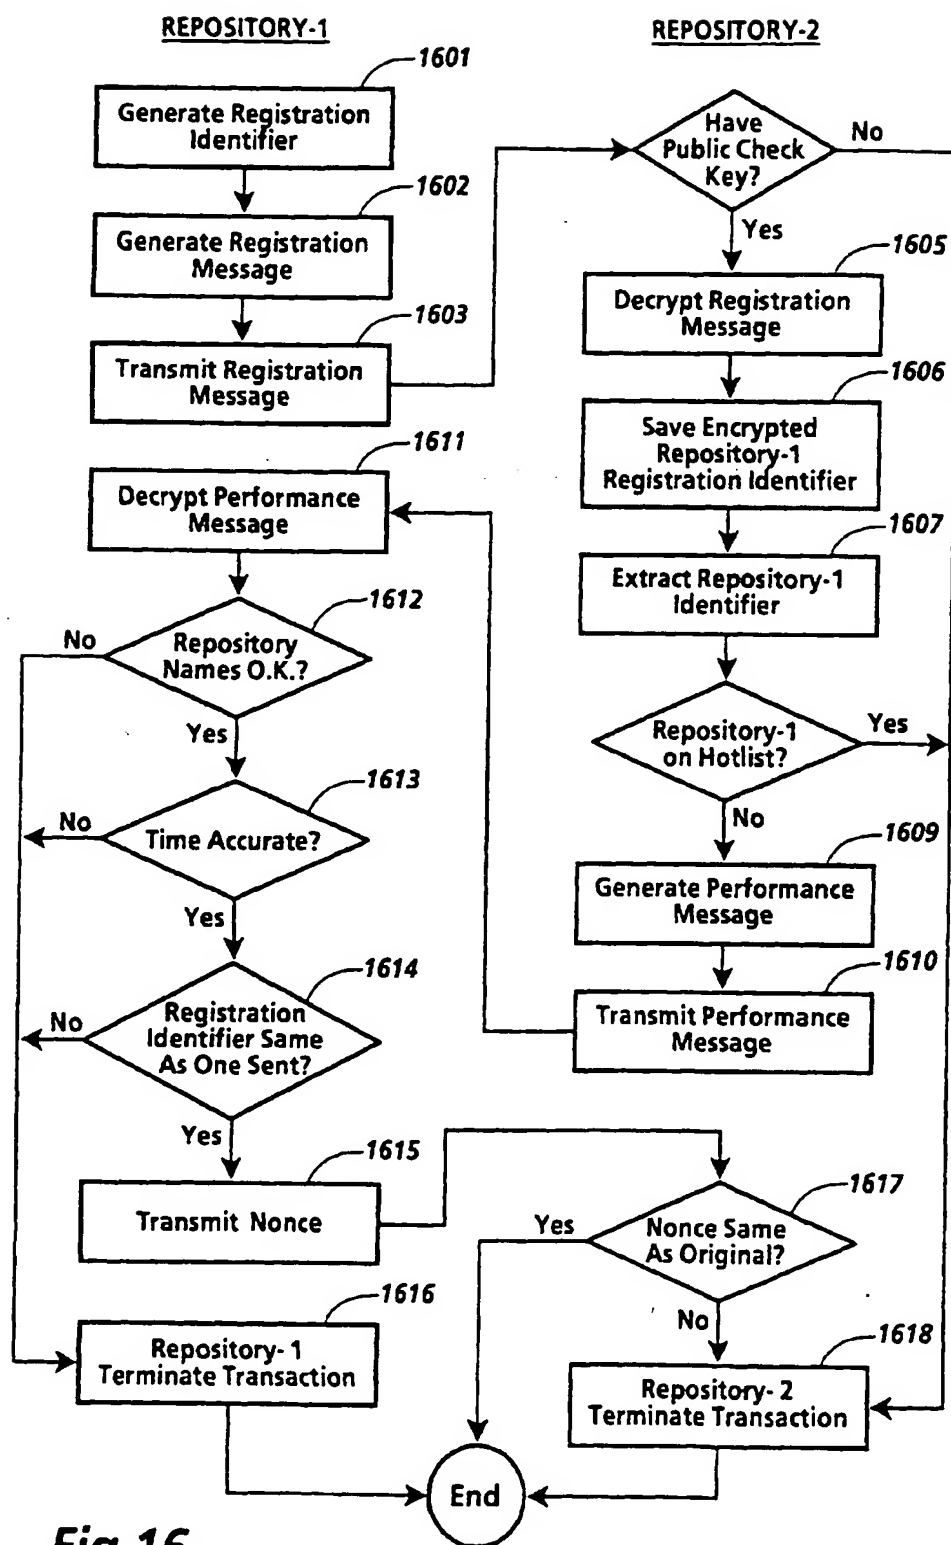 REPOSITORY-1
1601
Generate Registration
Identifier
1602
Generate Registration
Message
1603
Transmit Registration
Message
1611
Decrypt Performance
Message
1612
Repository
Names O.K.?
No
Yes
1613
Time Accurate?
No
Yes
1614
Registration
Identifier Same
As One Sent?
No
Yes
1615
Transmit Nonce
1616
Repository- 1
Terminate Transaction
REPOSITORY-2
Have
Public Check
Key?
No
Yes
1605
Decrypt Registration
Message
1606
Save Encrypted
Repository-1
Registration Identifier
1607
Extract Repository-1
Identifier
Repository-1
on Hotlist?
Yes
No
1609
Generate Performance
Message
1610
Transmit Performance
Message
1617
Nonce Same
As Original?
Yes
No
1618
Repository- 2
Terminate Transaction
End
Fig.16